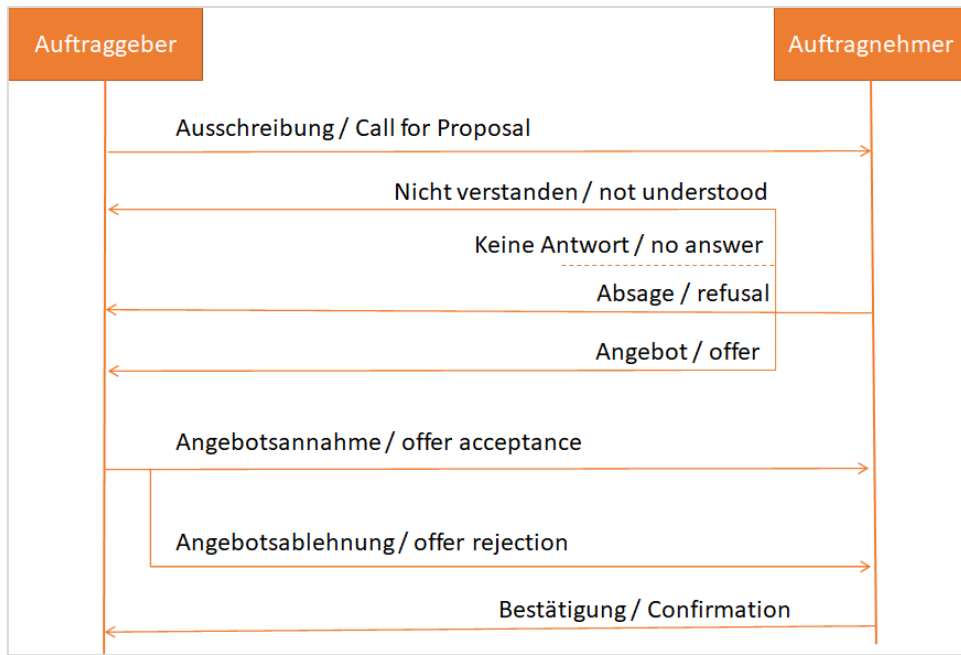 Auftraggeber
Auftragnehmer
Ausschreibung / Call for Proposal
Nicht verstanden / not understood
Keine Antwort / no answer
Absage / refusal
Angebot / offer
Angebotsannahme / offer acceptance
Angebotsablehnung / offer rejection
Bestätigung / Confirmation